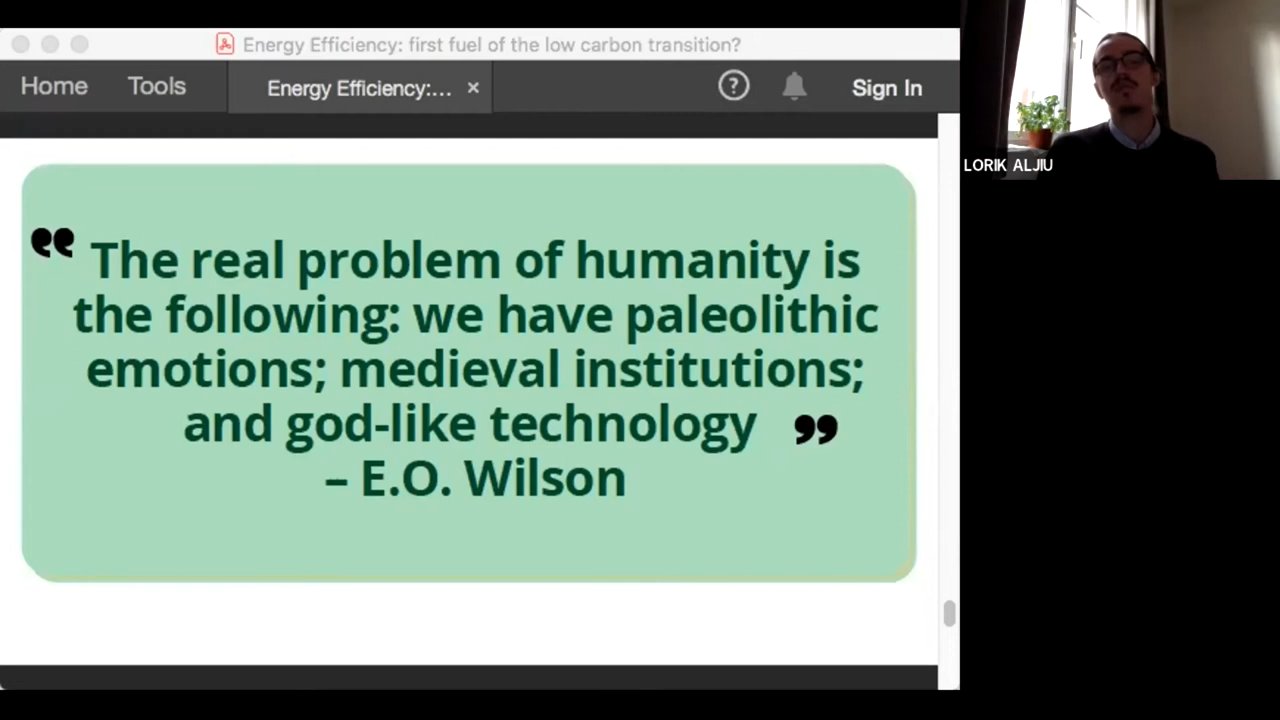 Energy Efficiency: first fuel of the low carbon transition?
Home Tools Energy Efficiency:... × ? Sign In
“ The real problem of humanity is
the following: we have paleolithic
emotions; medieval institutions;
and god-like technology ”
– E.O. Wilson
LORIK ALJIU